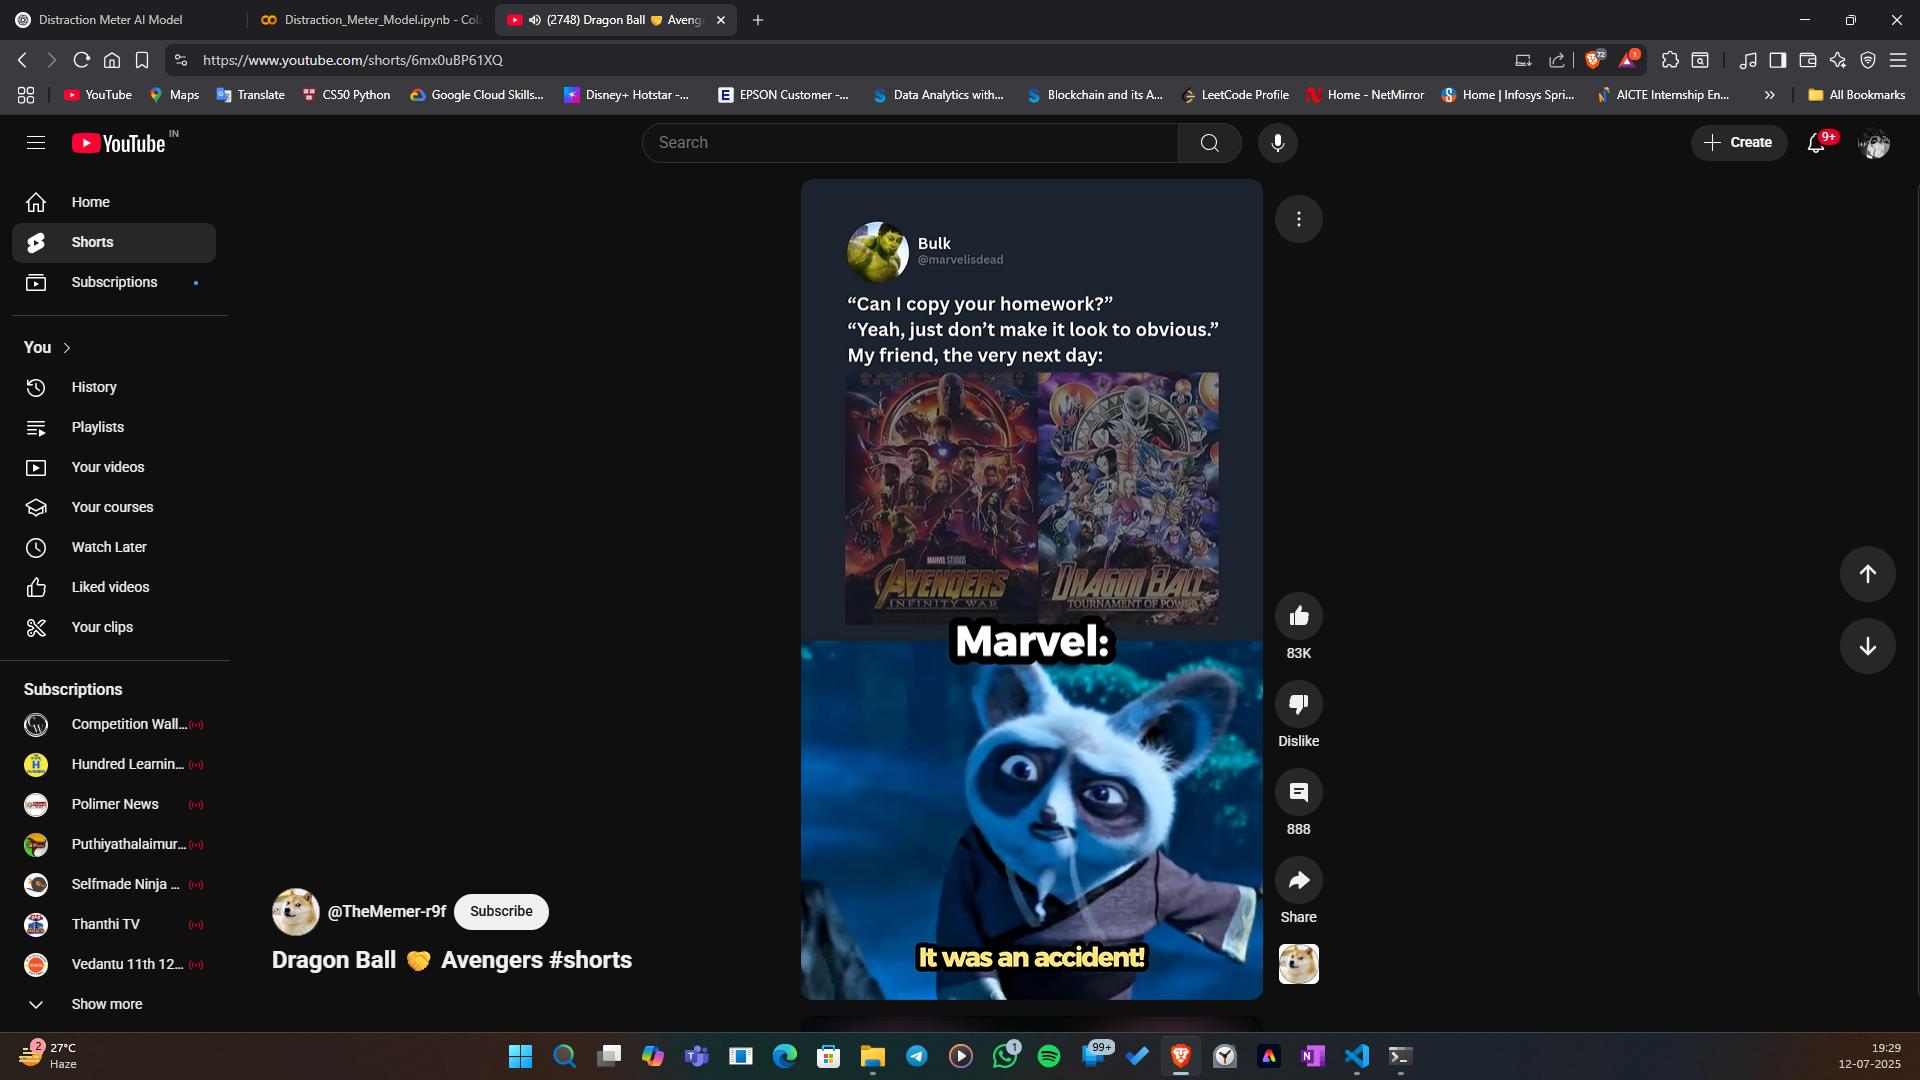 Distraction Meter AI Model
Distraction_Meter_Model.ipynb - Col
(2748) Dragon Ball 🤝 Aveng
https://www.youtube.com/shorts/6mx0uBP61XQ
72
1
YouTube
Maps
Translate
CS50 Python
Google Cloud Skills...
Disney+ Hotstar -...
EPSON Customer -...
Data Analytics with...
Blockchain and its A...
LeetCode Profile
Home - NetMirror
Home | Infosys Spri...
AICTE Internship En...
All Bookmarks
YouTube IN
Search
Create
9+
Home
Shorts
Subscriptions
You
History
Playlists
Your videos
Your courses
Watch Later
Liked videos
Your clips
Subscriptions
Competition Wall...
Hundred Learnin...
Polimer News
Puthiyathalaimur...
Selfmade Ninja ...
Thanthi TV
Vedantu 11th 12...
Show more
Bulk
@marvelisdead
“Can I copy your homework?”
“Yeah, just don’t make it look to obvious.”
My friend, the very next day:
MARVEL STUDIOS
AVENGERS
INFINITY WAR
DRAGON BALL
TOURNAMENT OF POWER
Marvel:
It was an accident!
83K
Dislike
888
Share
@TheMemer-r9f
Subscribe
Dragon Ball 🤝 Avengers #shorts
2
27°C
Haze
1
99+
19:29
12-07-2025